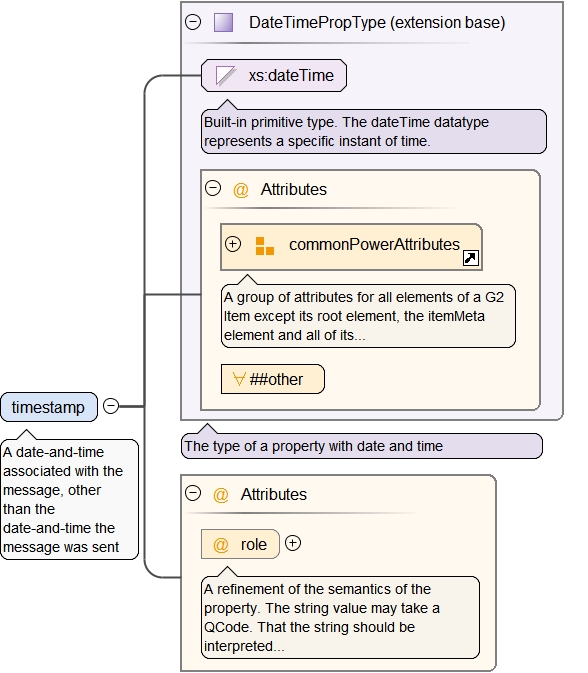 DateTimePropType (extension base)
xs:dateTime
Built-in primitive type. The dateTime datatype
represents a specific instant of time.
@ Attributes
commonPowerAttributes
A group of attributes for all elements of a G2
Item except its root element, the itemMeta
element and all of its...
##other
timestamp
A date-and-time
associated with the
message, other
than the
date-and-time the
message was sent
The type of a property with date and time
@ Attributes
@ role
A refinement of the semantics of the
property. The string value may take a
QCode. That the string should be
interpreted...